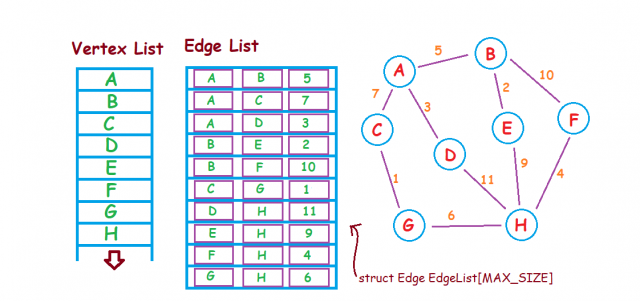 Vertex List
A
B
C
D
E
F
G
H
Edge List
A B 5
A C 7
A D 3
B E 2
B F 10
C G 1
D H 11
E H 9
F H 4
G H 6
5
B
A
10
2
7
3
C
E
F
D
9
1
11
4
6
G
H
struct Edge EdgeList[MAX_SIZE]